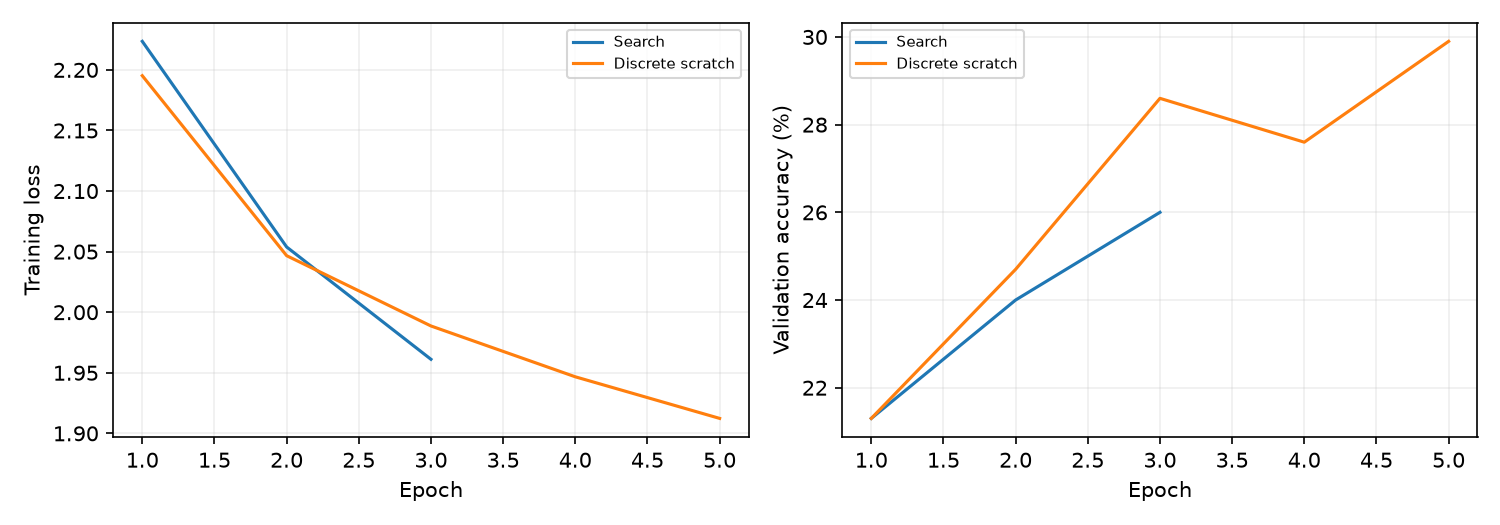 Training loss
2.20
2.15
2.10
2.05
2.00
1.95
1.90
Search
Discrete scratch
1.0 1.5 2.0 2.5 3.0 3.5 4.0 4.5 5.0
Epoch
Validation accuracy (%)
30
28
26
24
22
Search
Discrete scratch
1.0 1.5 2.0 2.5 3.0 3.5 4.0 4.5 5.0
Epoch